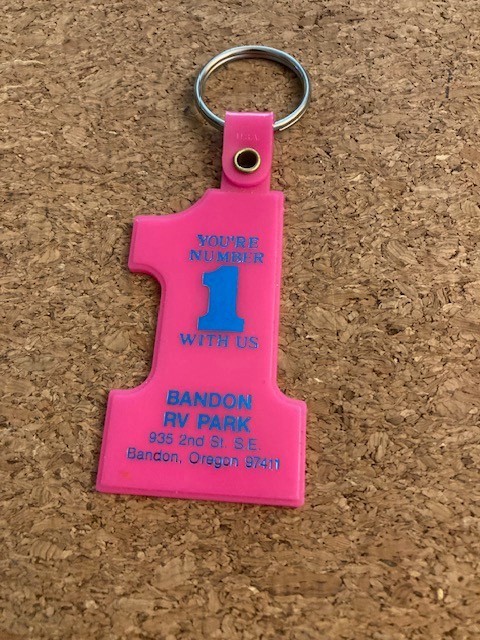 U.S.A.
YOU'RE
NUMBER
1
WITH US
BANDON
RV PARK
935 2nd St. S.E.
Bandon, Oregon 97411